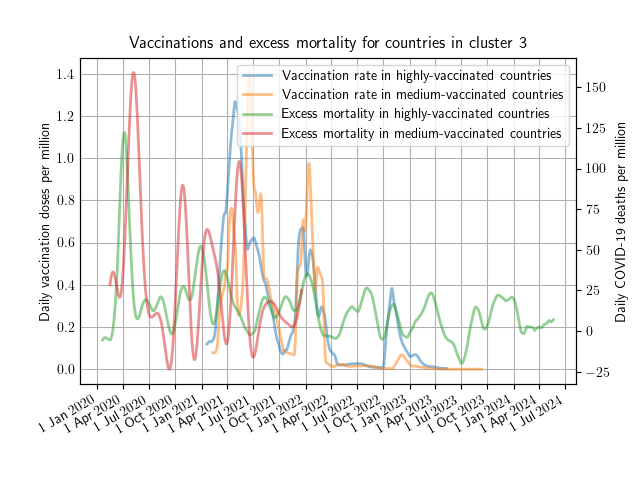 Vaccinations and excess mortality for countries in cluster 3
Vaccination rate in highly-vaccinated countries
Vaccination rate in medium-vaccinated countries
Excess mortality in highly-vaccinated countries
Excess mortality in medium-vaccinated countries
Daily vaccination doses per million
1.4
1.2
1.0
0.8
0.6
0.4
0.2
0.0
150
125
100
75
50
25
0
−25
Daily COVID-19 deaths per million
1 Jan 2020
1 Apr 2020
1 Jul 2020
1 Oct 2020
1 Jan 2021
1 Apr 2021
1 Jul 2021
1 Oct 2021
1 Jan 2022
1 Apr 2022
1 Jul 2022
1 Oct 2022
1 Jan 2023
1 Apr 2023
1 Jul 2023
1 Oct 2023
1 Jan 2024
1 Apr 2024
1 Jul 2024